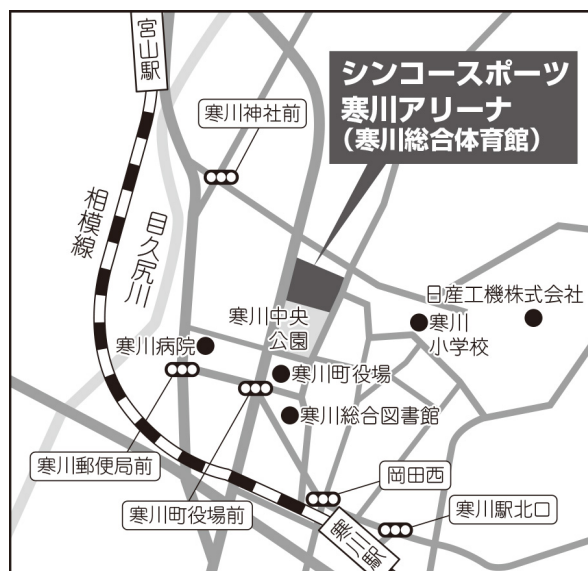 宮山駅
シンコースポーツ
寒川アリーナ
（寒川総合体育館）
寒川神社前
相模線
目久尻川
日産工機株式会社
寒川中央
公園
寒川
小学校
寒川病院
寒川町役場
寒川総合図書館
寒川郵便局前
岡田西
寒川町役場前
寒川駅北口
寒川駅